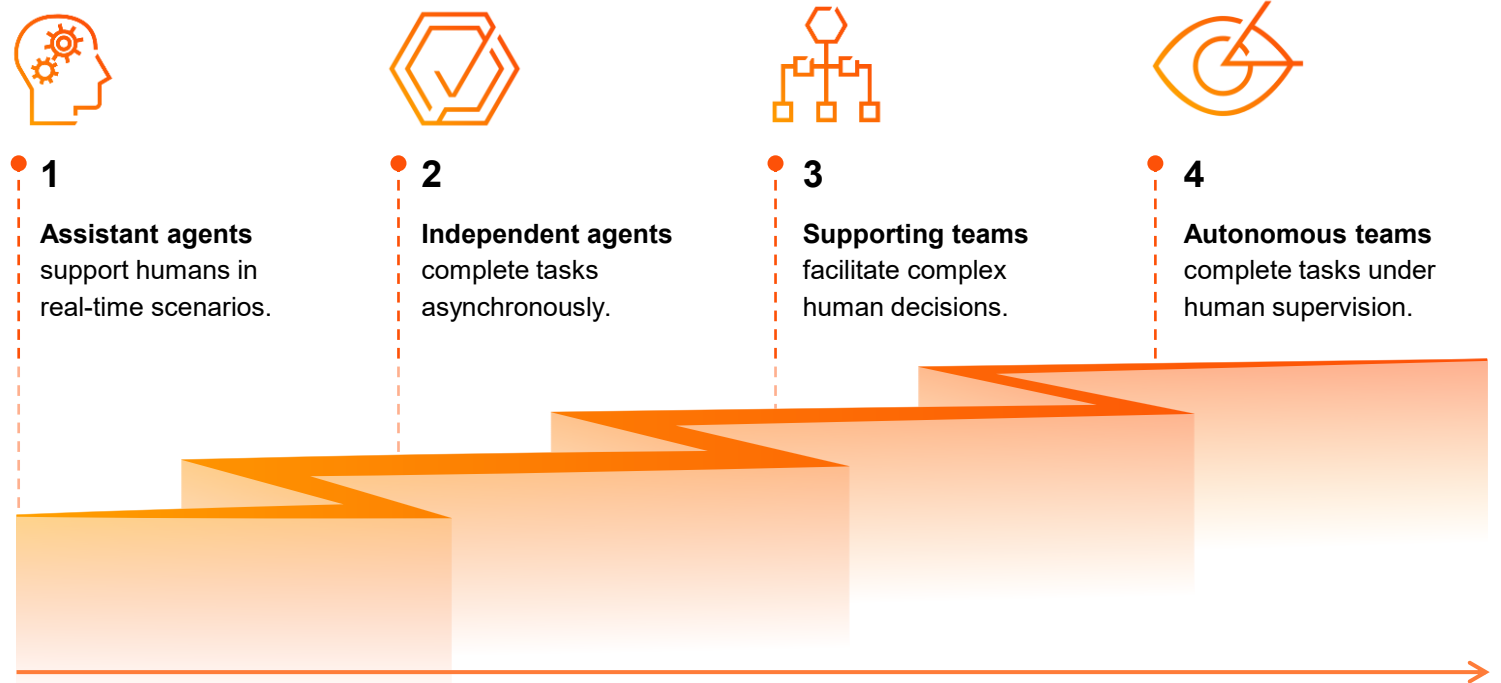 1
Assistant agents
support humans in
real-time scenarios.
2
Independent agents
complete tasks
asynchronously.
3
Supporting teams
facilitate complex
human decisions.
4
Autonomous teams
complete tasks under
human supervision.